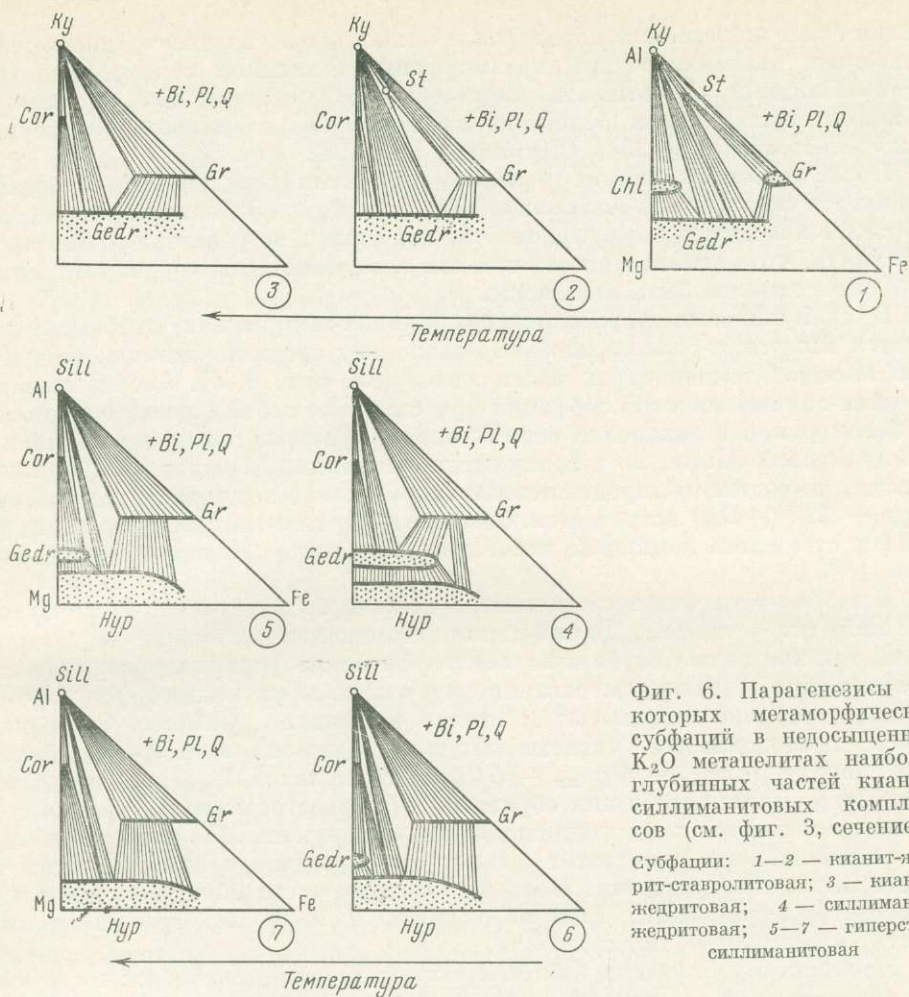 Ky
Cor
+Bi, Pl, Q
Gr
Gedr
3
Ky
St
Cor
+Bi, Pl, Q
Gr
Gedr
2
Ky
Al
St
+Bi, Pl, Q
Chl
Gr
Gedr
Mg
Fe
1
Температура
Sill
Al
+Bi, Pl, Q
Cor
Gr
Gedr
Mg
Fe
Hyp
5
Sill
+Bi, Pl, Q
Cor
Gr
Gedr
Hyp
4
Sill
Al
+Bi, Pl, Q
Cor
Gr
Mg
Fe
Hyp
7
Sill
+Bi, Pl, Q
Cor
Gr
Gedr
Hyp
6
Температура
Фиг. 6. Парагенезисы
которых метаморфичес
субфаций в недосыщенн
K₂O метапелитах наибо
глубинных частей киан
силлиманитовых компл
сов (см. фиг. 3, сечение
Субфации: 1—2 — кианит-ж
рит-ставролитовая; 3 — киан
жедритовая; 4 — силлиман
жедритовая; 5—7 — гиперст
силлиманитовая